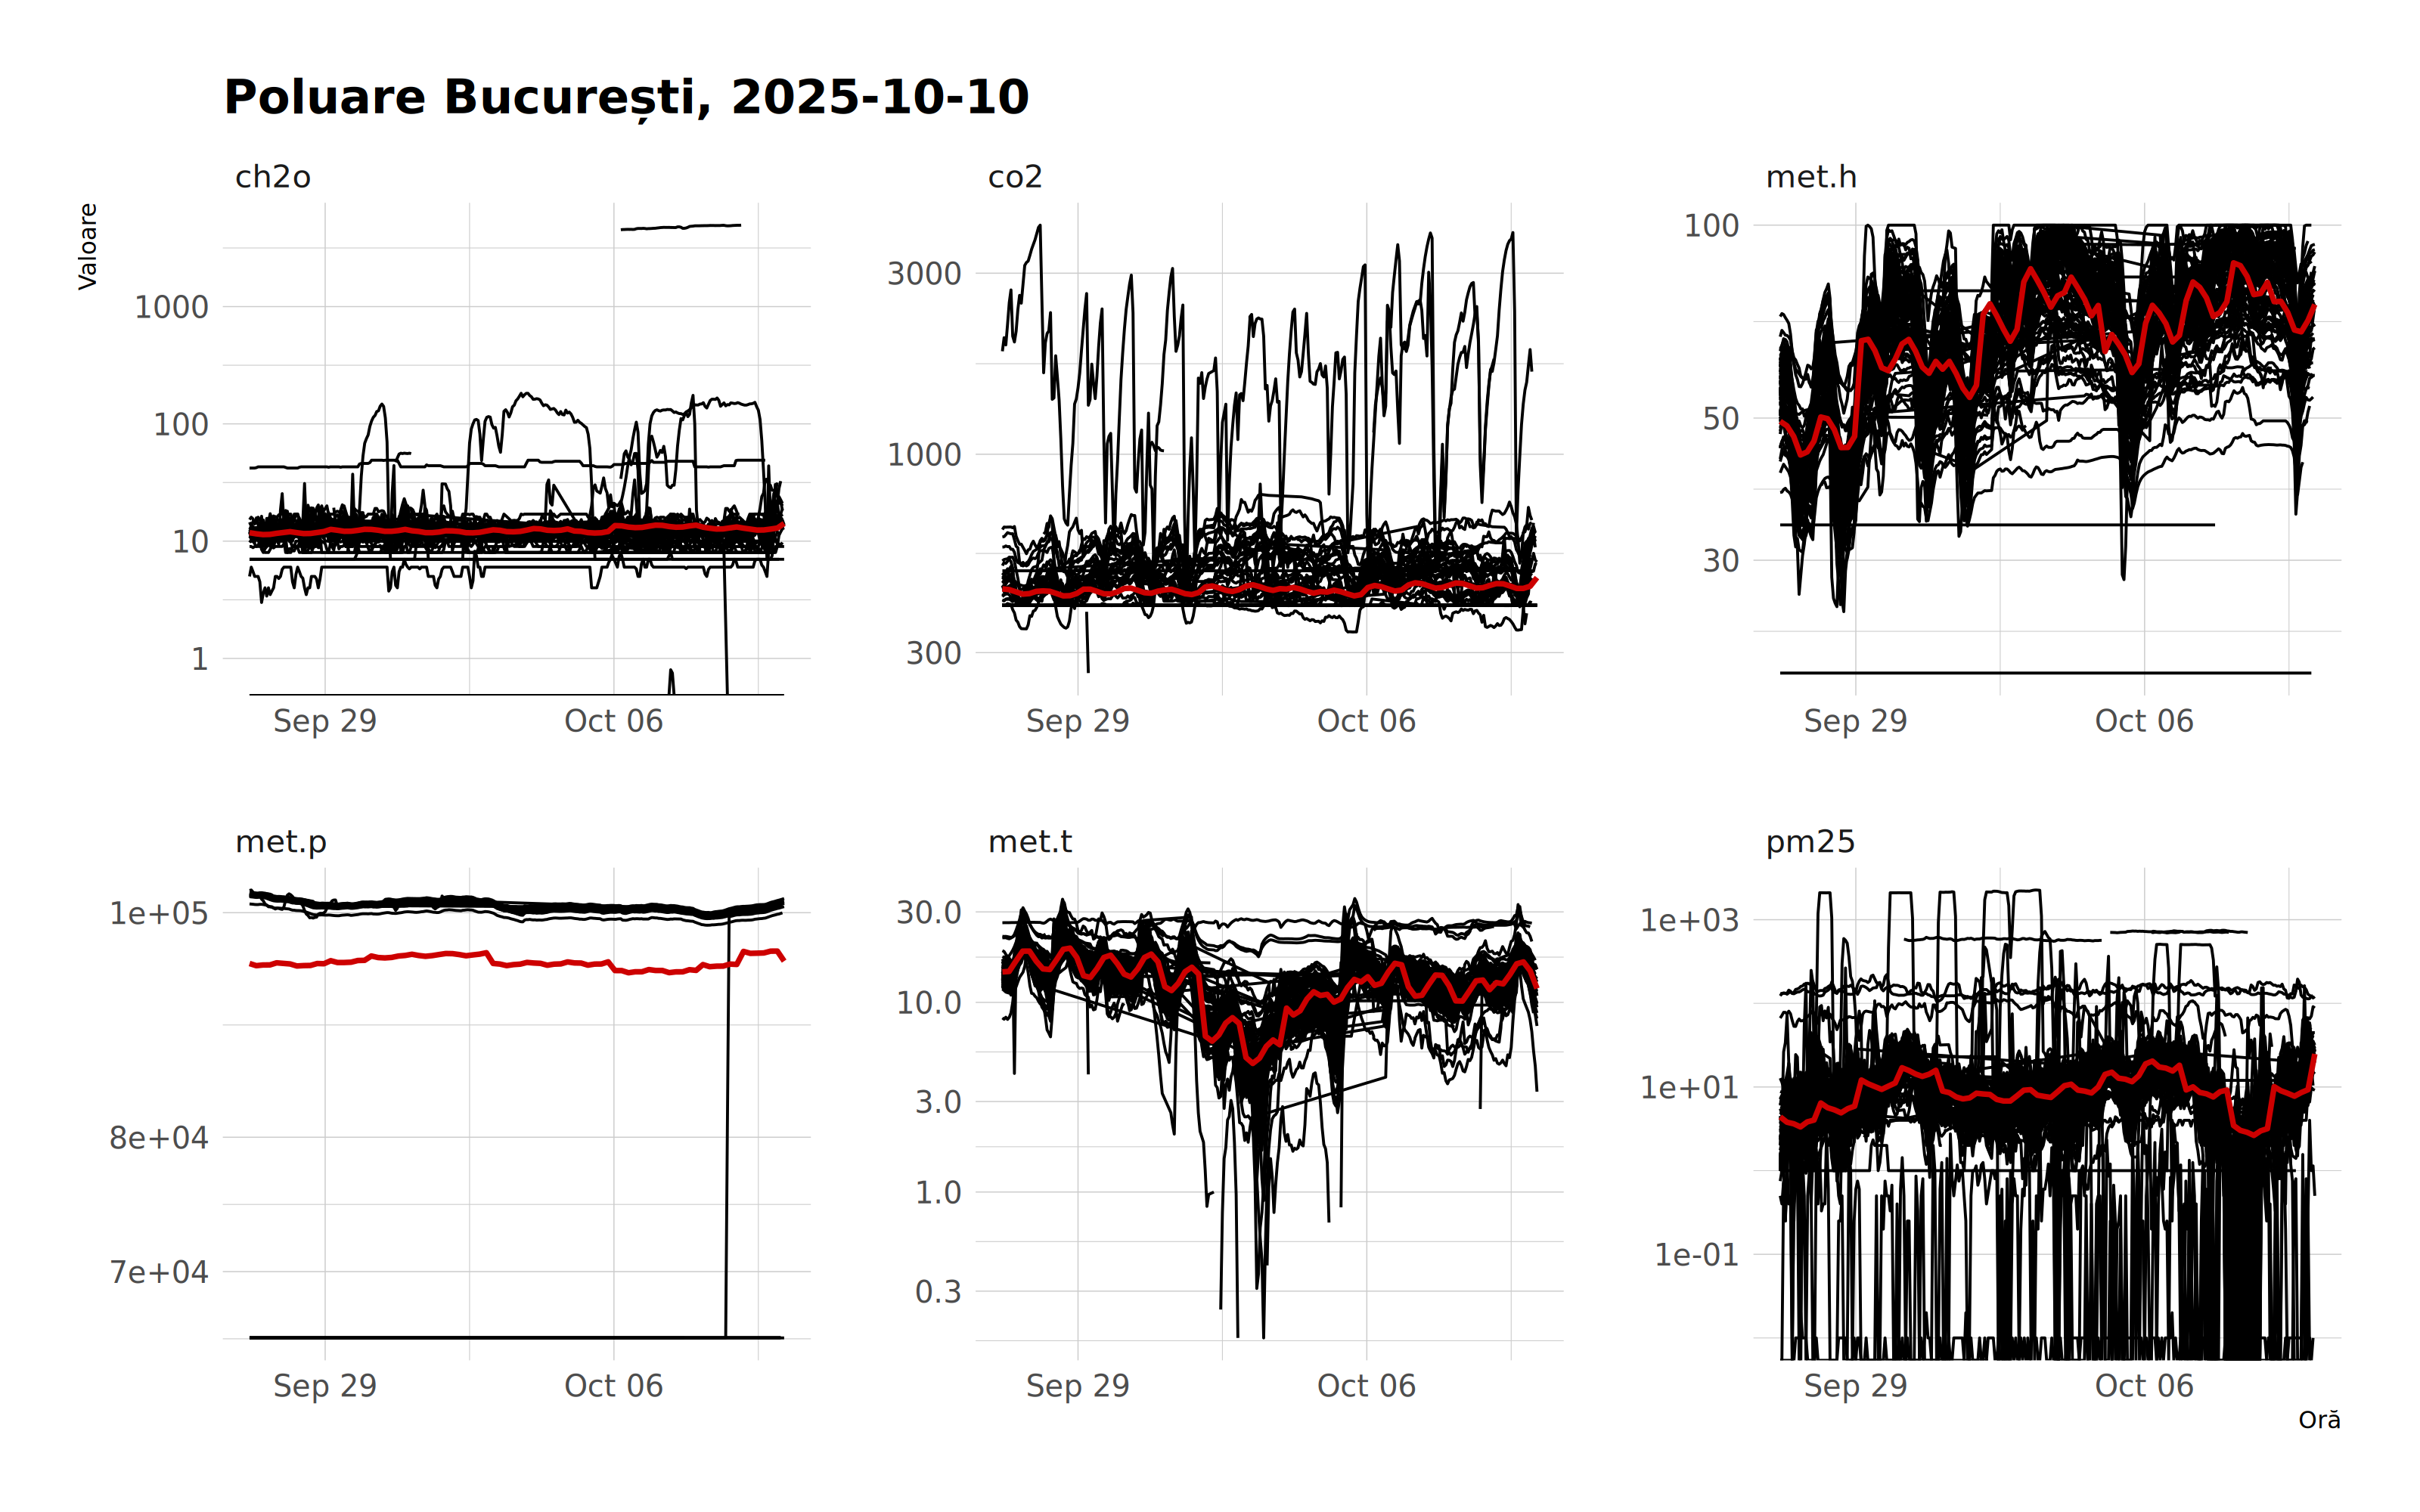 Poluare București, 2025-10-10
Valoare
ch2o
1000
100
10
1
Sep 29 Oct 06
co2
3000
1000
300
Sep 29 Oct 06
met.h
100
50
30
Sep 29 Oct 06
met.p
1e+05
8e+04
7e+04
Sep 29 Oct 06
met.t
30.0
10.0
3.0
1.0
0.3
Sep 29 Oct 06
pm25
1e+03
1e+01
1e-01
Sep 29 Oct 06
Oră